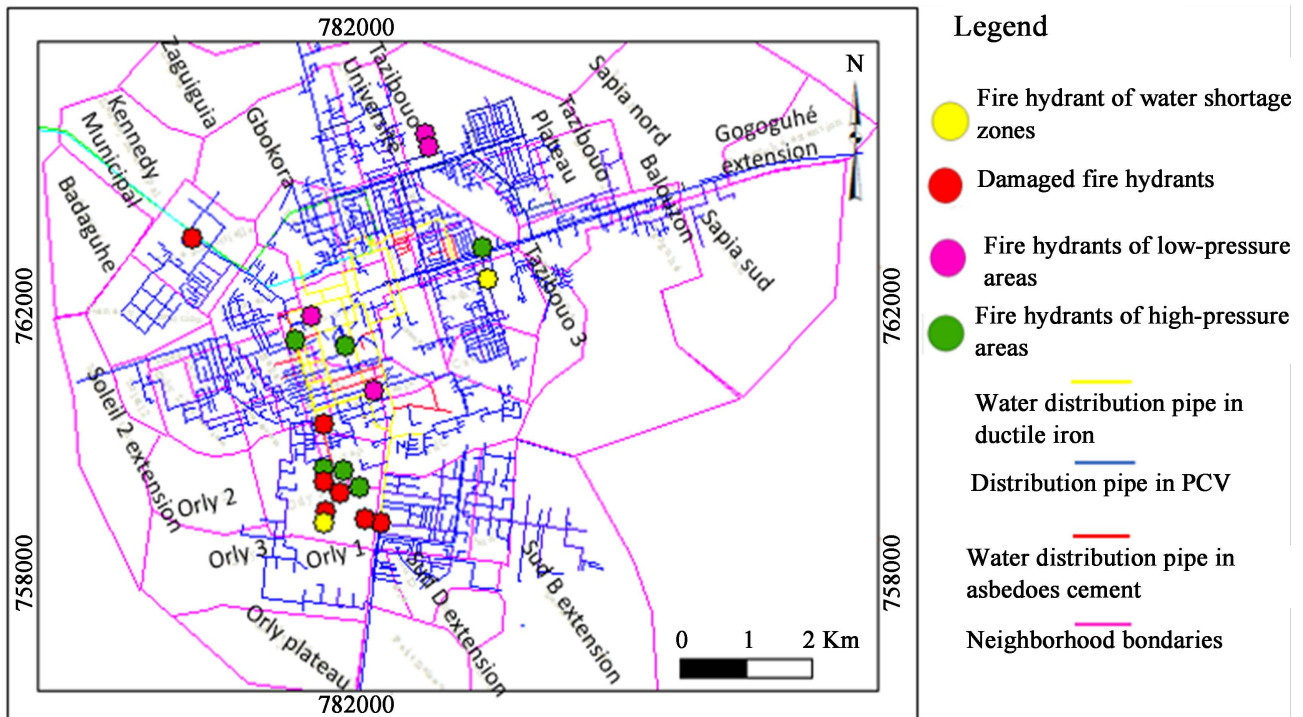 782000
Zaguiguia
Kennedy
Municipal
Badaguhe
Gbokora
Université
Tazibouo
Sapia nord
Tazibouo
Plateau
Gogoguhé
extension
Balouzon
Sapia sud
Tazibouo 3
N
762000
762000
Soleil 2 extension
Orly 2
Orly 3
Orly 1
Orly plateau
Sud D extension
Sud B extension
758000
758000
0 1 2 Km
782000
Legend
Fire hydrant of water shortage
zones
Damaged fire hydrants
Fire hydrants of low-pressure
areas
Fire hydrants of high-pressure
areas
Water distribution pipe in
ductile iron
Distribution pipe in PCV
Water distribution pipe in
asbedoes cement
Neighborhood bondaries